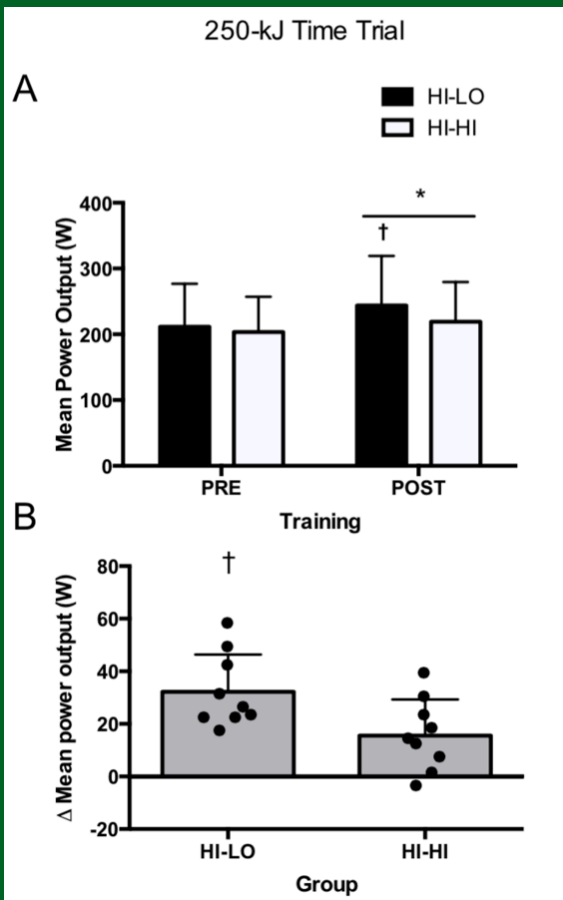 250-kJ Time Trial
A
HI-LO
HI-HI
*
†
Mean Power Output (W)
400
300
200
100
0
PRE POST
Training
B
†
Δ Mean power output (W)
80
60
40
20
0
-20
HI-LO HI-HI
Group